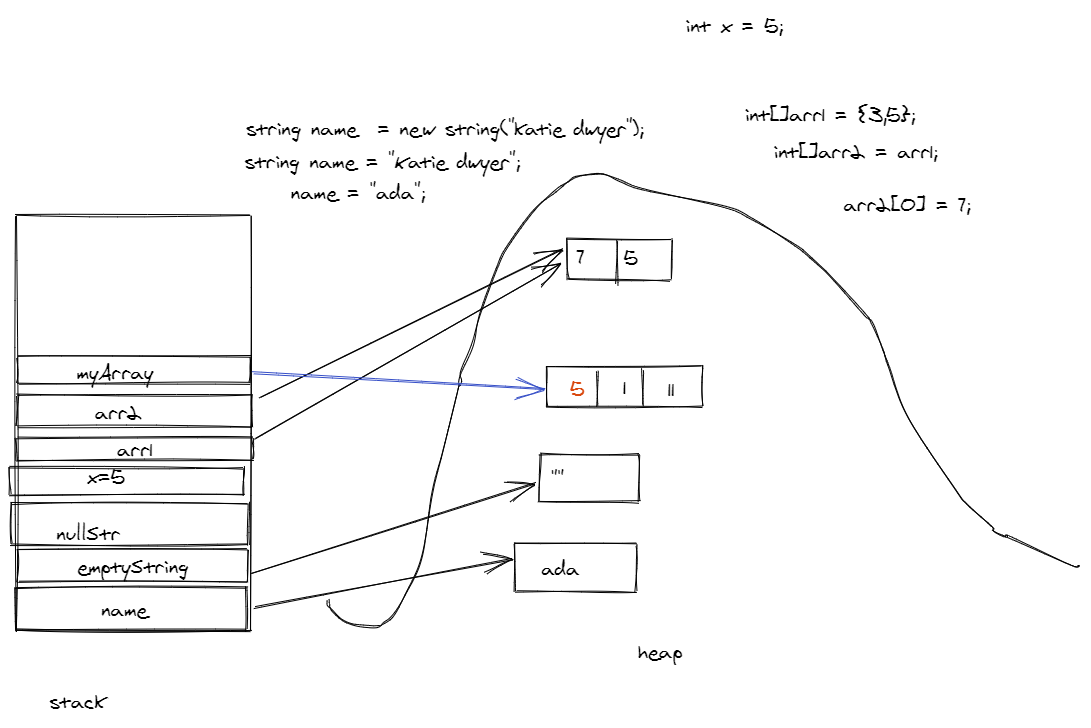 int x = 5;
int[]arr1 = {3,5};
string name = new string("Katie dwyer");
int[]arr2 = arr1;
string name = "Katie dwyer";
name = "ada";
arr2[0] = 7;
7 5
myArray
5 1 11
arr2
arr1
x=5
""
nullStr
emptyString
ada
name
heap
stack